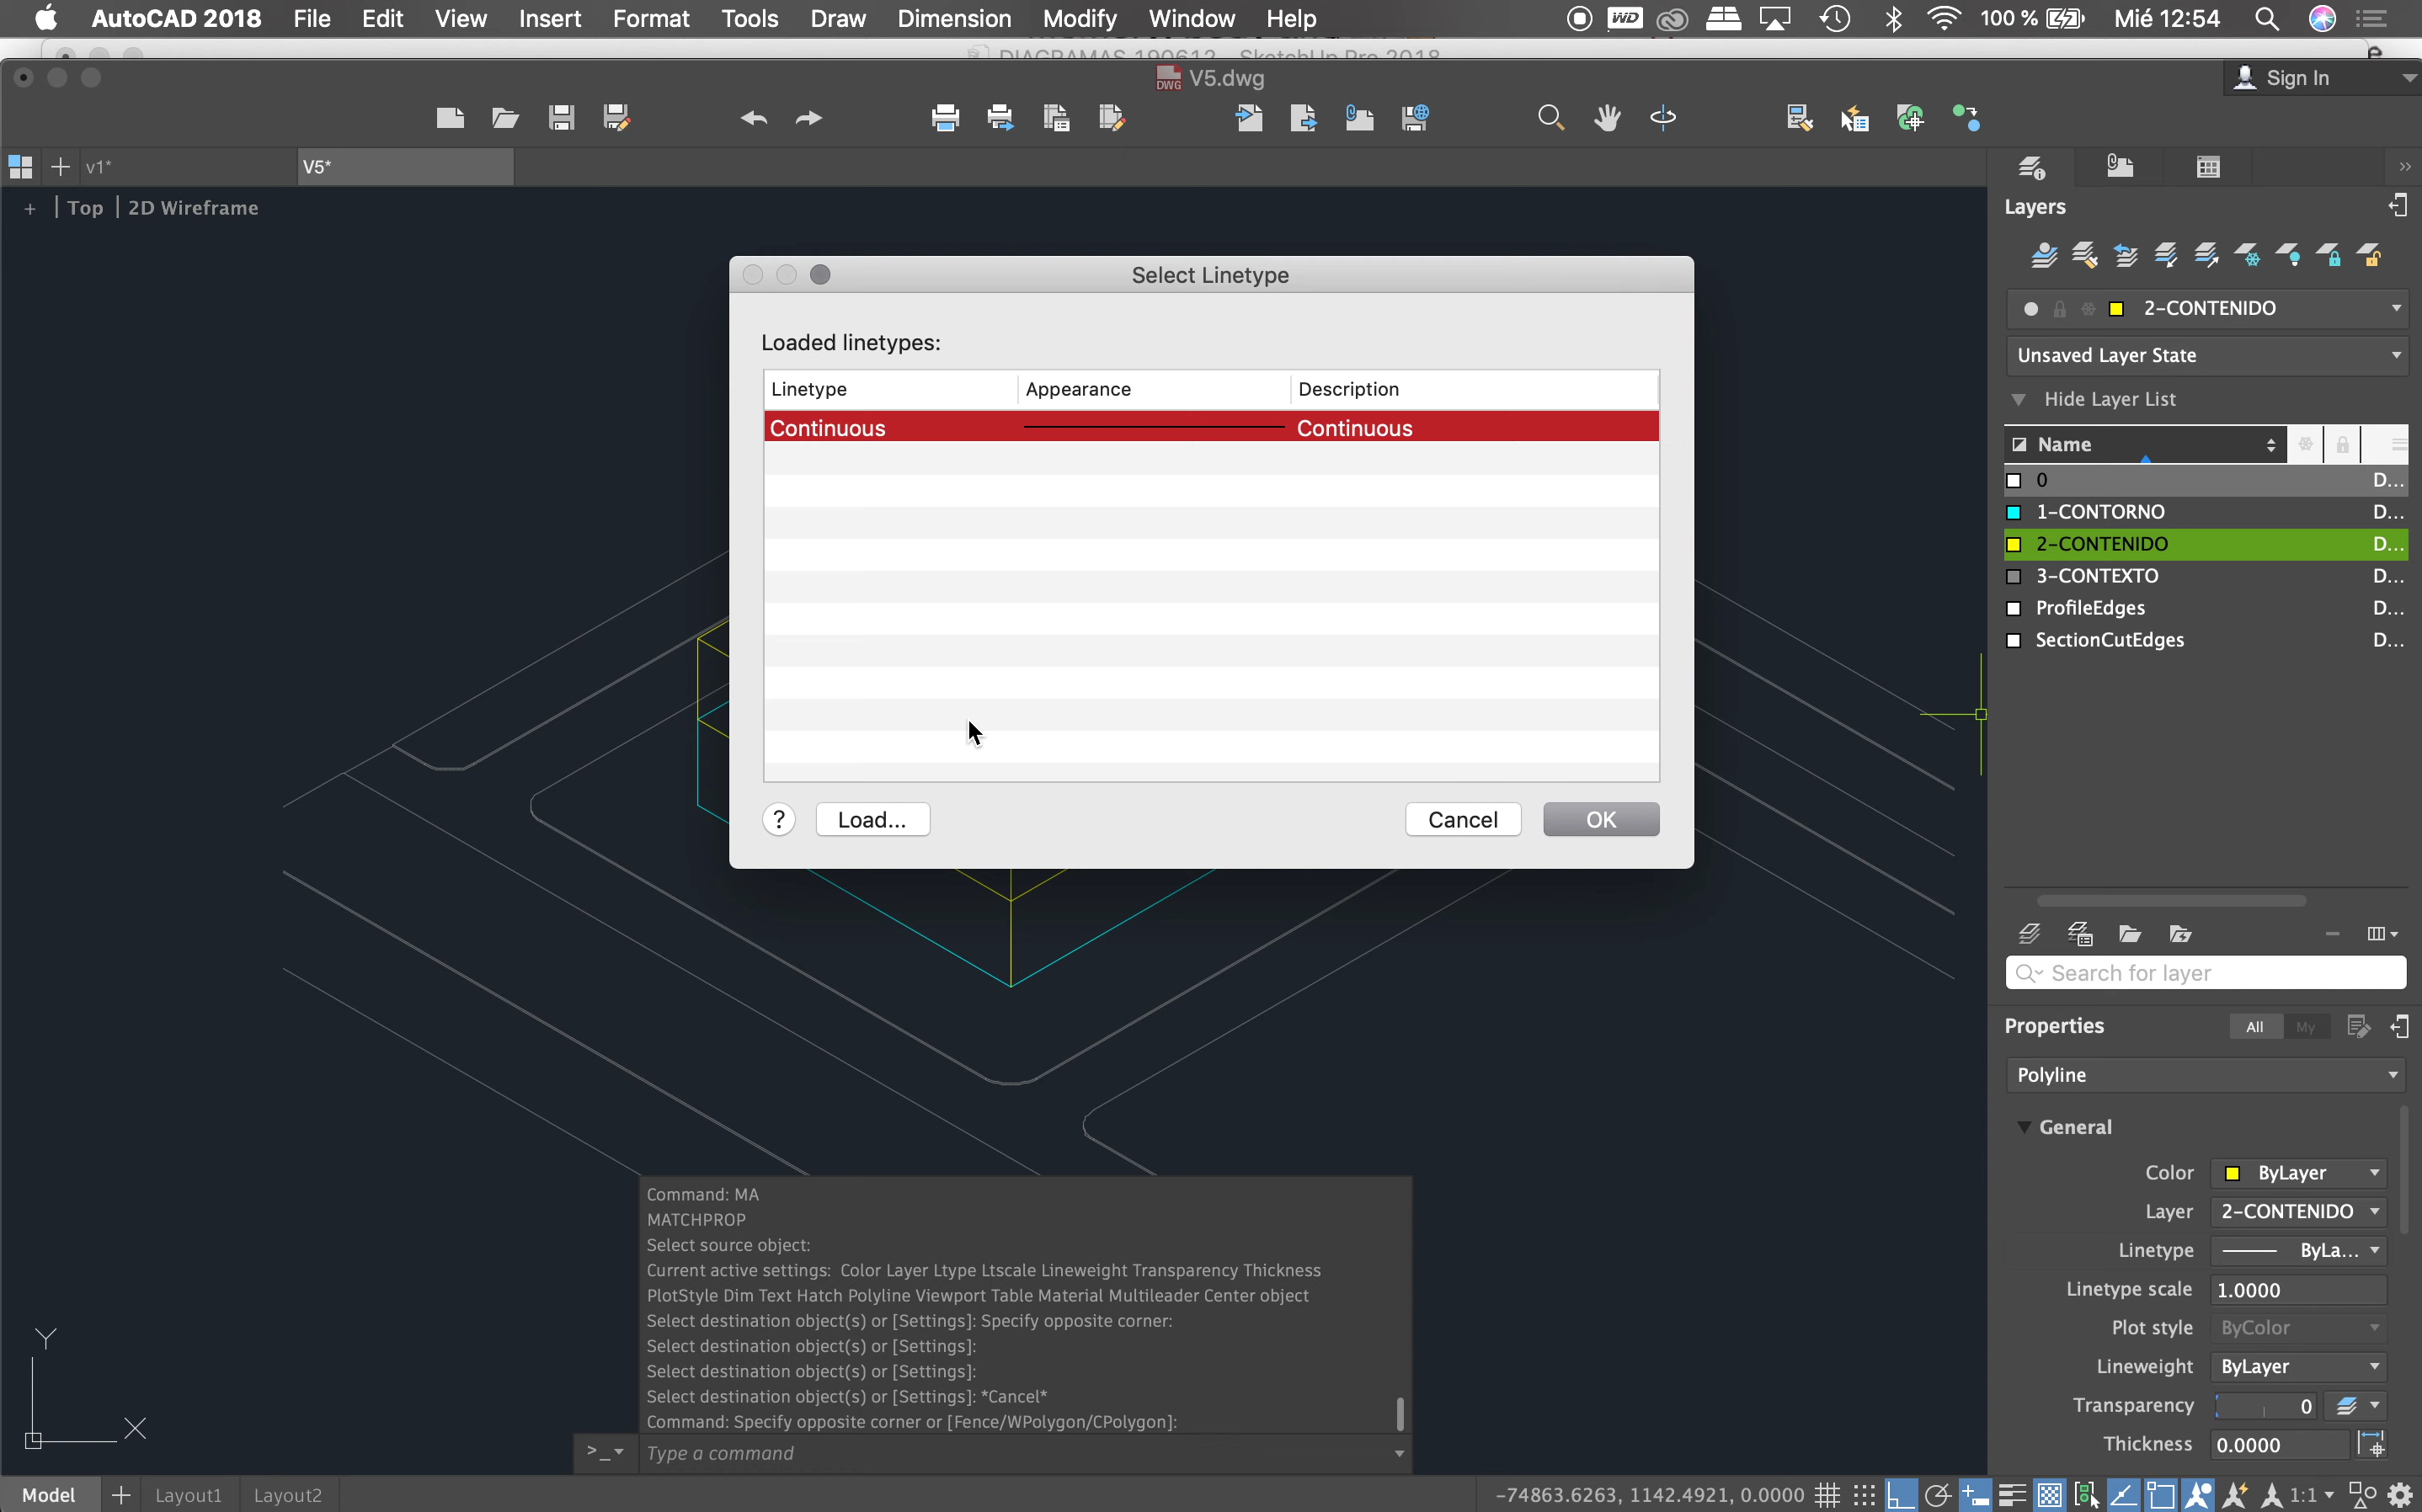 AutoCAD 2018 File Edit View Insert Format Tools Draw Dimension Modify Window Help WD 100 % Mié 12:54
DIAGRAMAS 190612 - SketchUp Pro 2018
DWG V5.dwg Sign In
v1* V5*
+ | Top | 2D Wireframe
Select Linetype
Loaded linetypes:
Linetype Appearance Description
Continuous Continuous
? Load... Cancel OK
Layers
2-CONTENIDO
Unsaved Layer State
Hide Layer List
Name
0 D...
1-CONTORNO D...
2-CONTENIDO D...
3-CONTEXTO D...
ProfileEdges D...
SectionCutEdges D...
Search for layer
Properties All My
Polyline
General
Color ByLayer
Layer 2-CONTENIDO
Linetype ByLa...
Linetype scale 1.0000
Plot style ByColor
Lineweight ByLayer
Transparency 0
Thickness 0.0000
Command: MA
MATCHPROP
Select source object:
Current active settings: Color Layer Ltype Ltscale Lineweight Transparency Thickness
PlotStyle Dim Text Hatch Polyline Viewport Table Material Multileader Center object
Select destination object(s) or [Settings]: Specify opposite corner:
Select destination object(s) or [Settings]:
Select destination object(s) or [Settings]:
Select destination object(s) or [Settings]: *Cancel*
Command: Specify opposite corner or [Fence/WPolygon/CPolygon]:
>_ Type a command
Y
X
Model + Layout1 Layout2 -74863.6263, 1142.4921, 0.0000 1:1